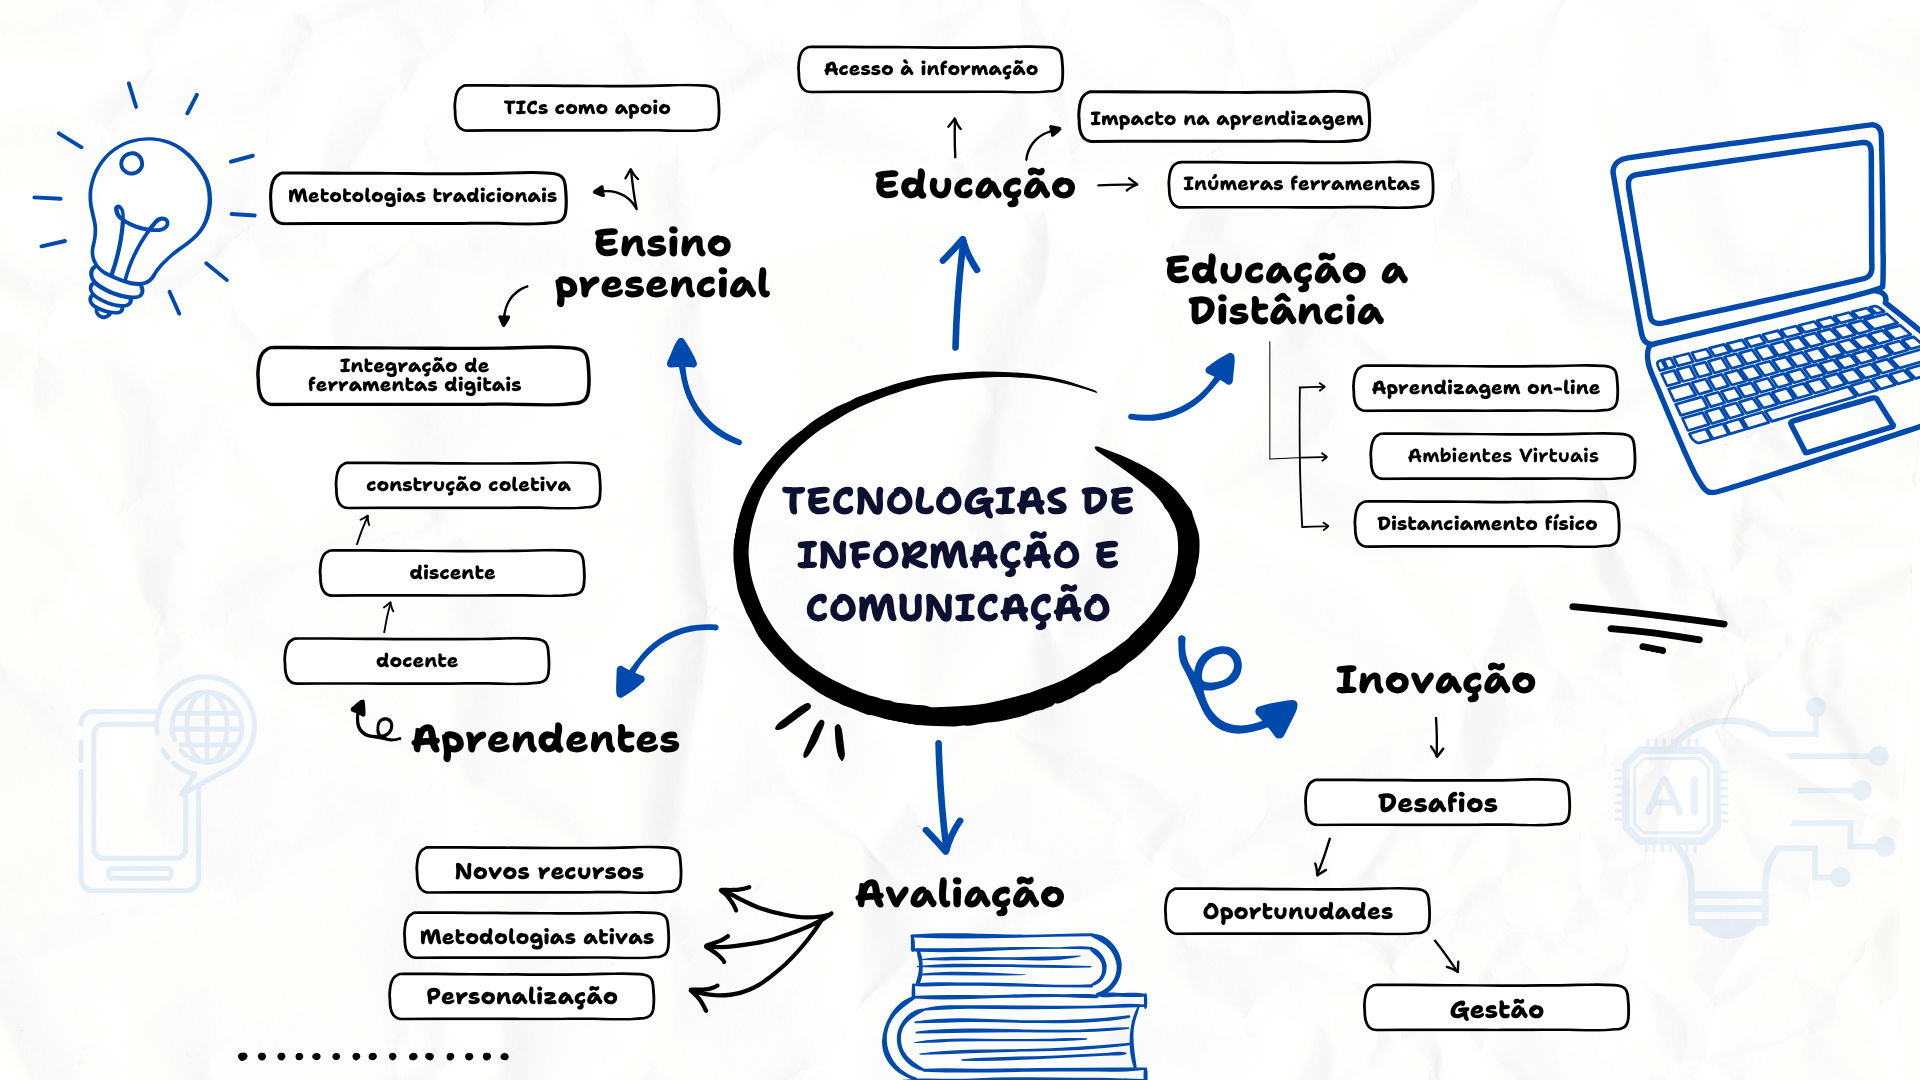 Acesso à informação
TICs como apoio
Impacto na aprendizagem
Metotologias tradicionais
Educação
Inúmeras ferramentas
Ensino
presencial
Educação a
Distância
Integração de
ferramentas digitais
Aprendizagem on-line
Ambientes Virtuais
Distanciamento físico
construção coletiva
discente
docente
Aprendentes
TECNOLOGIAS DE
INFORMAÇÃO E
COMUNICAÇÃO
Inovação
Desafios
AI
Oportunudades
Gestão
Avaliação
Novos recursos
Metodologias ativas
Personalização